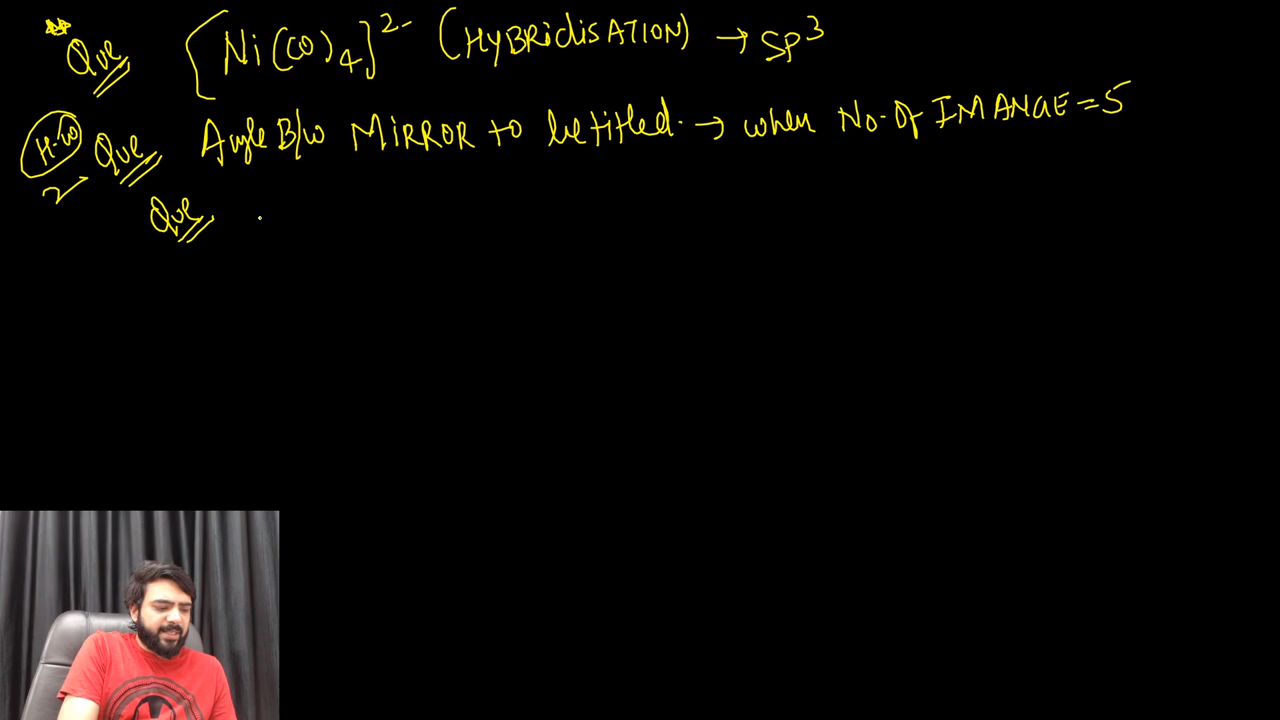 Que [Ni(CO)4]2- (HYBRidisATION) → SP3
H.W Que Angle B/w MiRROR to be titled. → when No. Of IMANGE = 5
Que